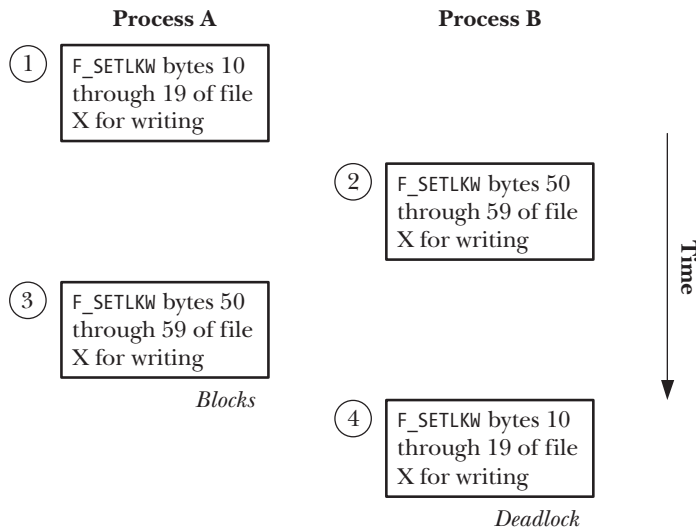 Process A
Process B
1
F_SETLKW bytes 10
through 19 of file
X for writing
2
F_SETLKW bytes 50
through 59 of file
X for writing
Time
3
F_SETLKW bytes 50
through 59 of file
X for writing
Blocks
4
F_SETLKW bytes 10
through 19 of file
X for writing
Deadlock